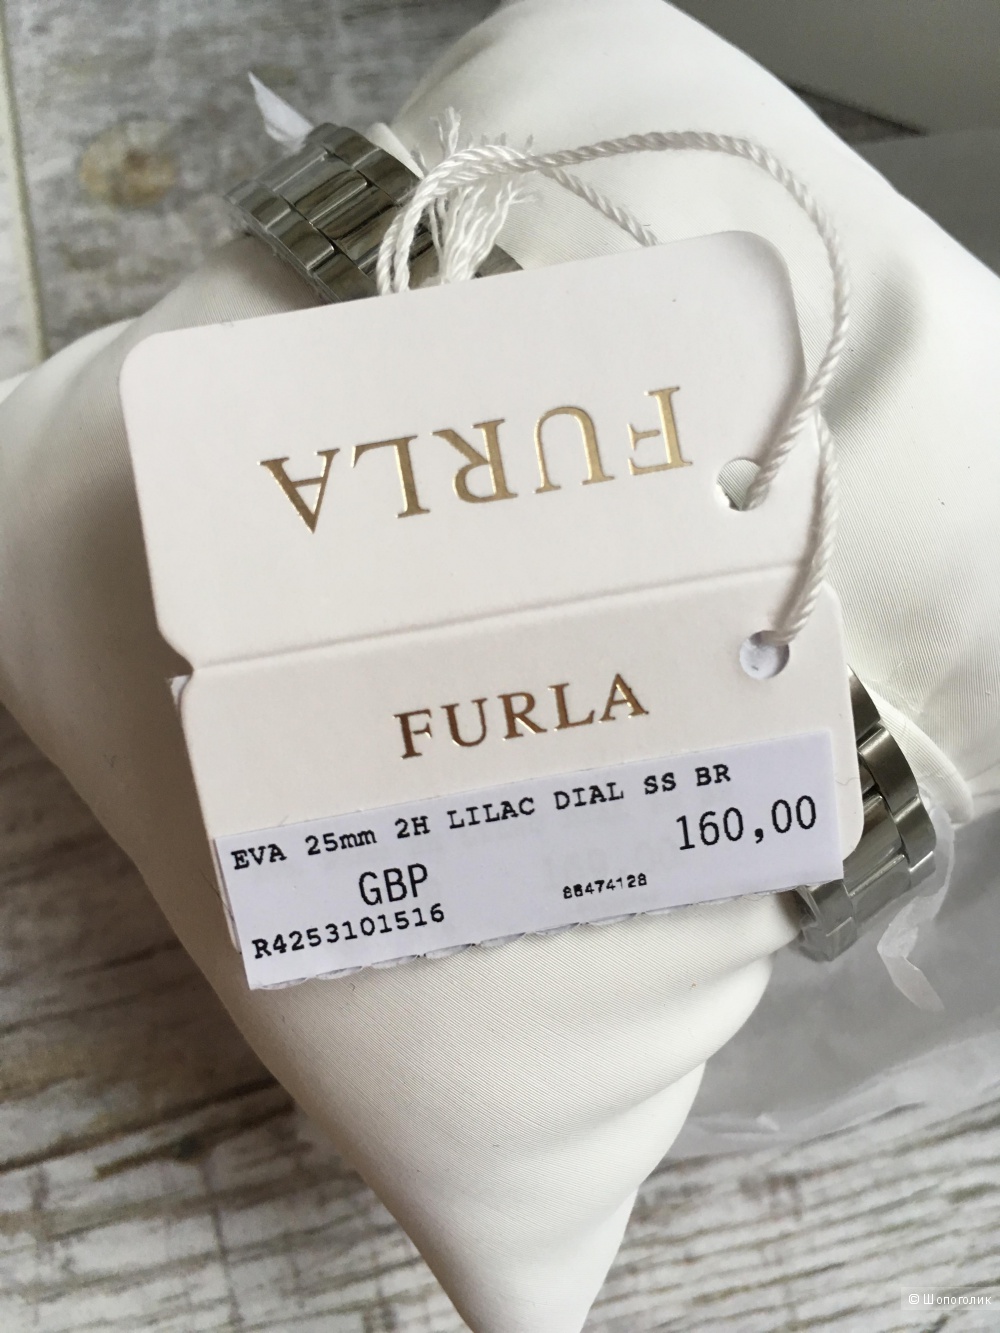 FURLA
FURLA
EVA 25mm 2H LILAC DIAL SS BR
GBP 160,00
R4253101516 86474128
© Шопоголик